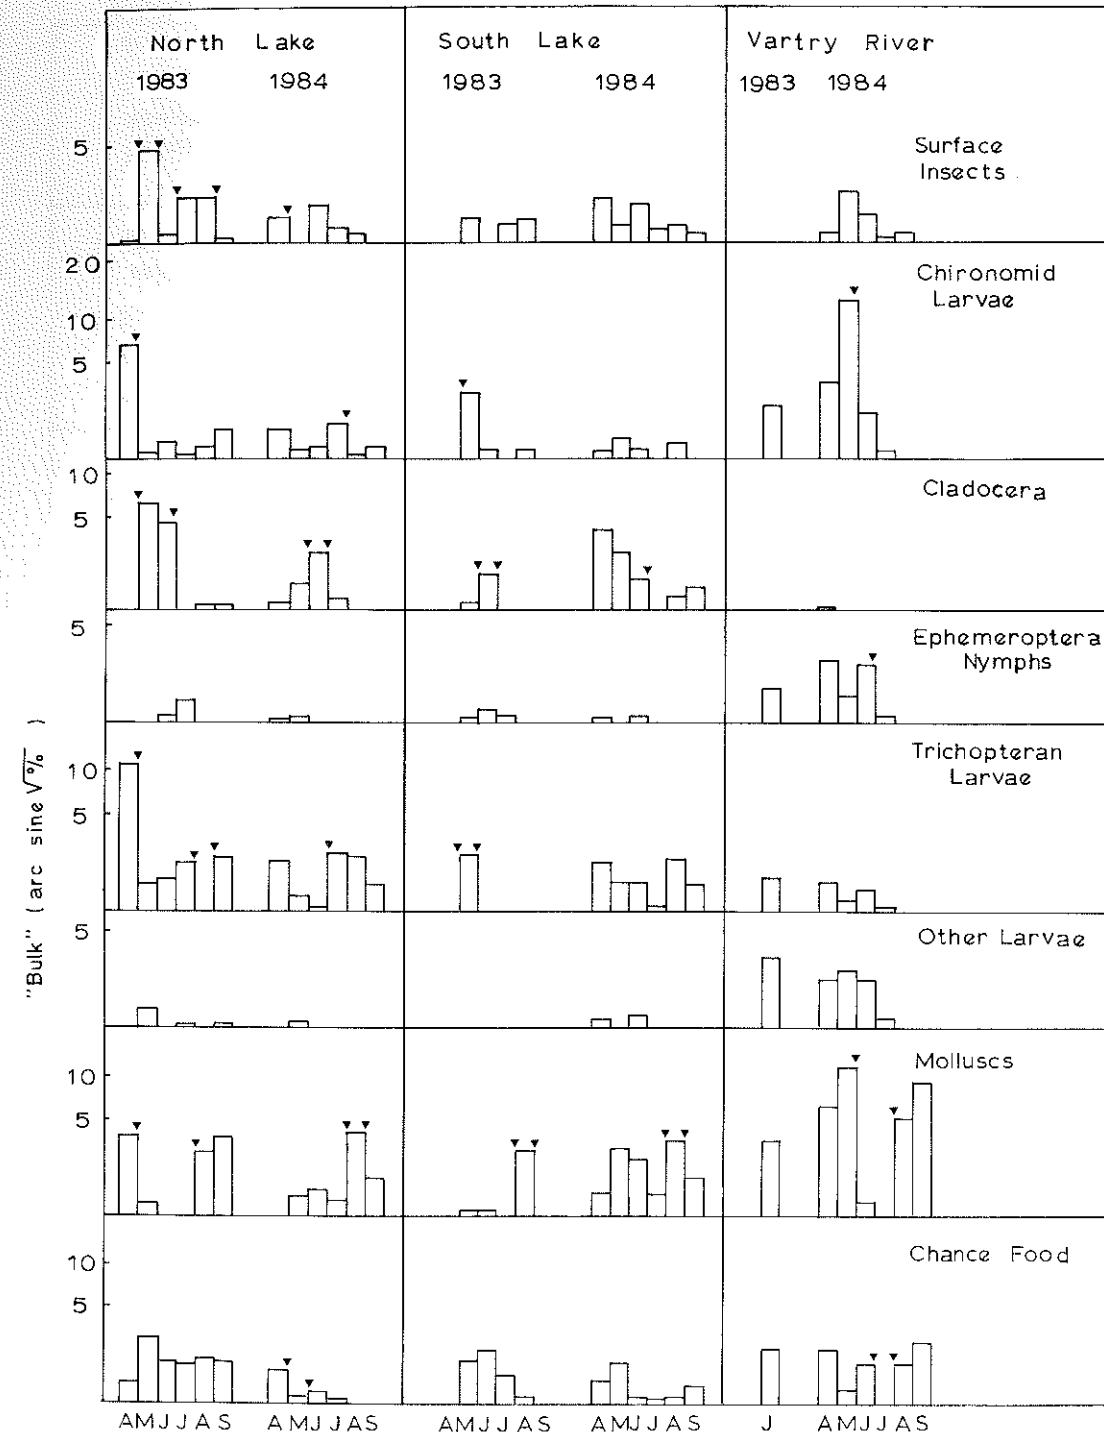 North Lake South Lake Vartry River
1983 1984 1983 1984 1983 1984
5 Surface
Insects
20 Chironomid
Larvae
10
5
10 Cladocera
5
5 Ephemeroptera
Nymphs
Trichopteran
Larvae
10
5
5 Other Larvae
Molluscs
10
5
Chance Food
10
5
"Bulk" (arc sine √% )
AMJJAS AMJJAS AMJJAS AMJJAS J AMJJAS